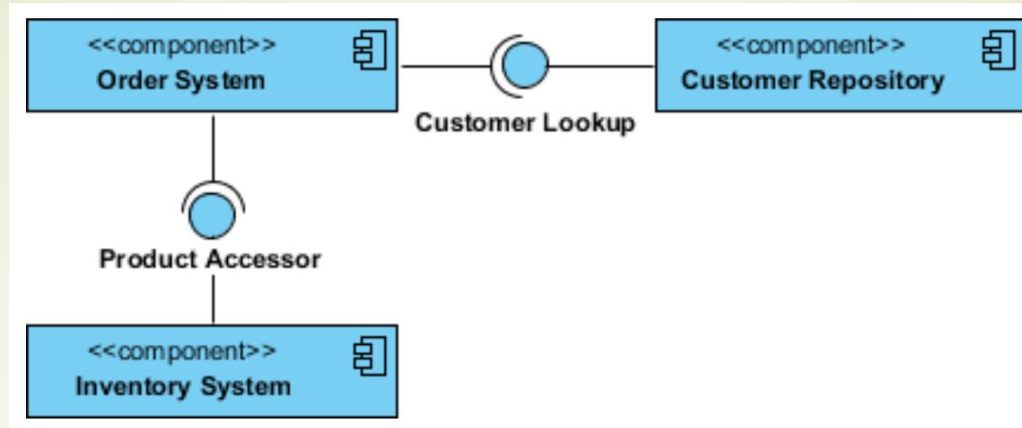 <<component>>
Order System
<<component>>
Customer Repository
Customer Lookup
Product Accessor
<<component>>
Inventory System